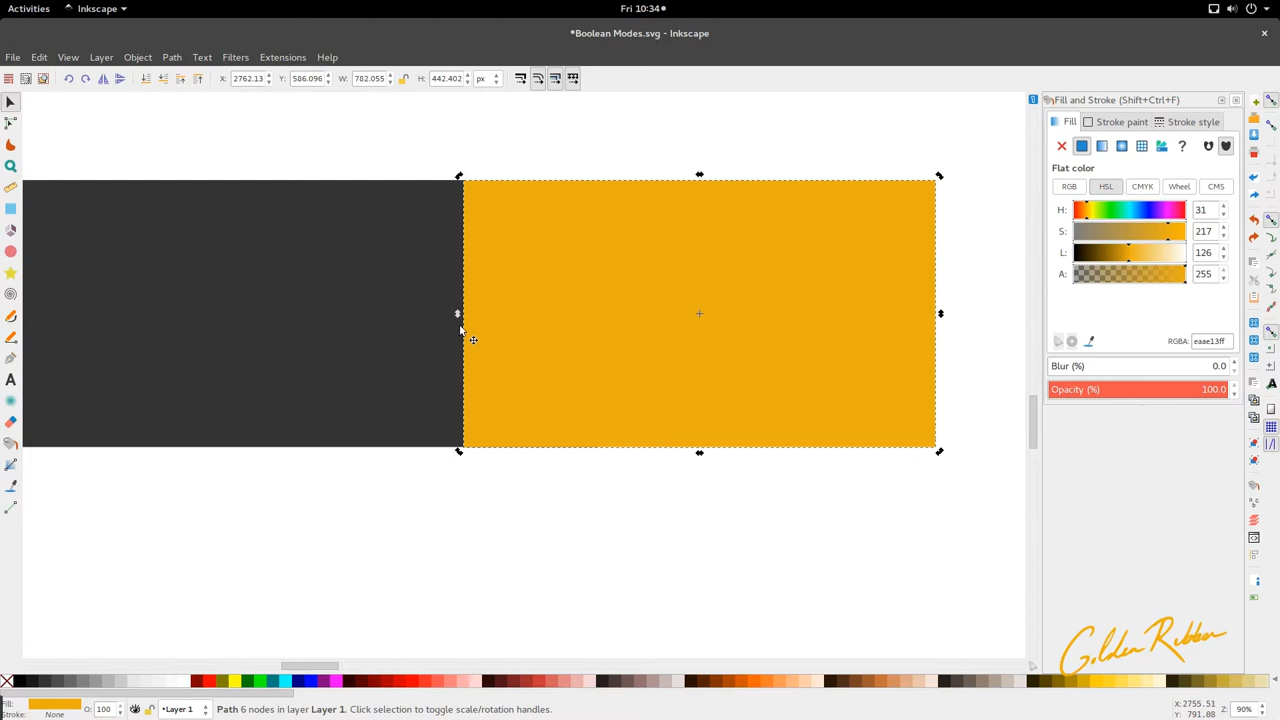 Activities Inkscape Fri 10:34
*Boolean Modes.svg - Inkscape
File Edit View Layer Object Path Text Filters Extensions Help
X: 2762.13 Y: 586.096 W: 782.055 H: 442.402 px
Fill and Stroke (Shift+Ctrl+F)
Fill Stroke paint Stroke style
Flat color
RGB HSL CMYK Wheel CMS
H: 31
S: 217
L: 126
A: 255
RGBA: eaae13ff
Blur (%) 0.0
Opacity (%) 100.0
Golden Ribbon
Fill:
Stroke: None
O: 100
Layer 1
Path 6 nodes in layer Layer 1. Click selection to toggle scale/rotation handles.
X: 2755.51
Y: 791.08
Z: 90%